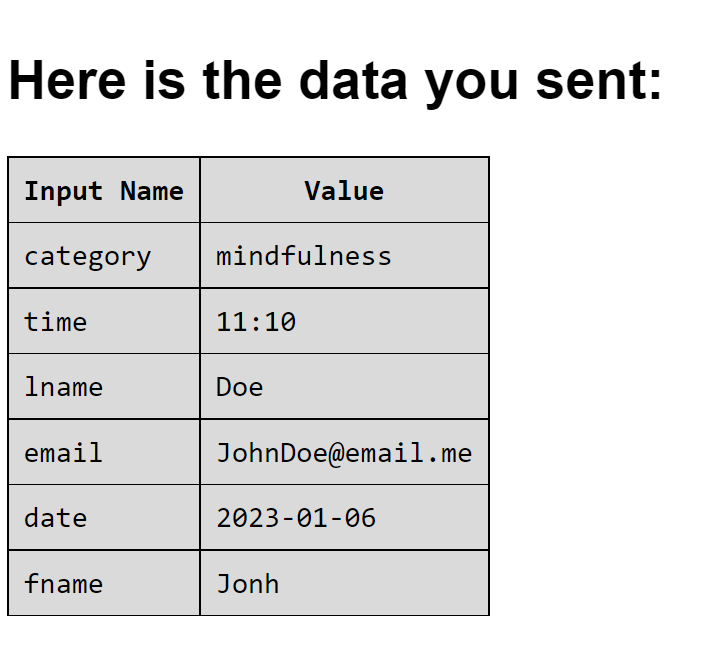 Here is the data you sent:
Input Name Value
category mindfulness
time 11:10
lname Doe
email JohnDoe@email.me
date 2023-01-06
fname Jonh